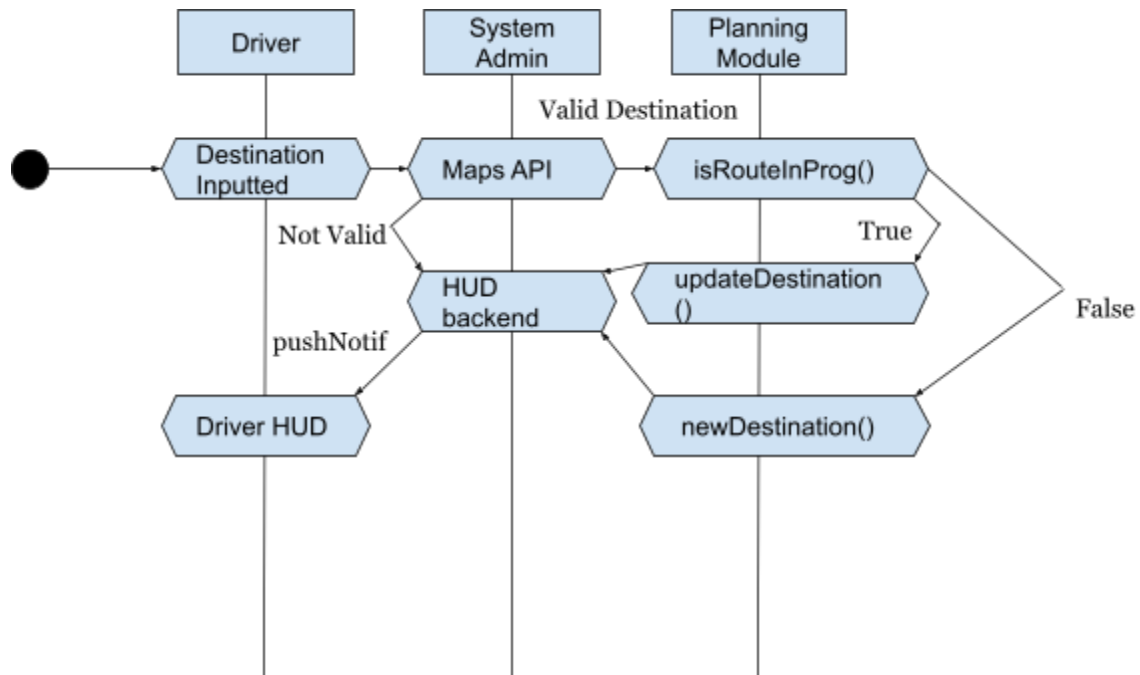 Driver
System
Admin
Planning
Module
Valid Destination
Destination
Inputted
Maps API
isRouteInProg()
Not Valid
True
HUD
backend
updateDestination
()
False
pushNotif
Driver HUD
newDestination()